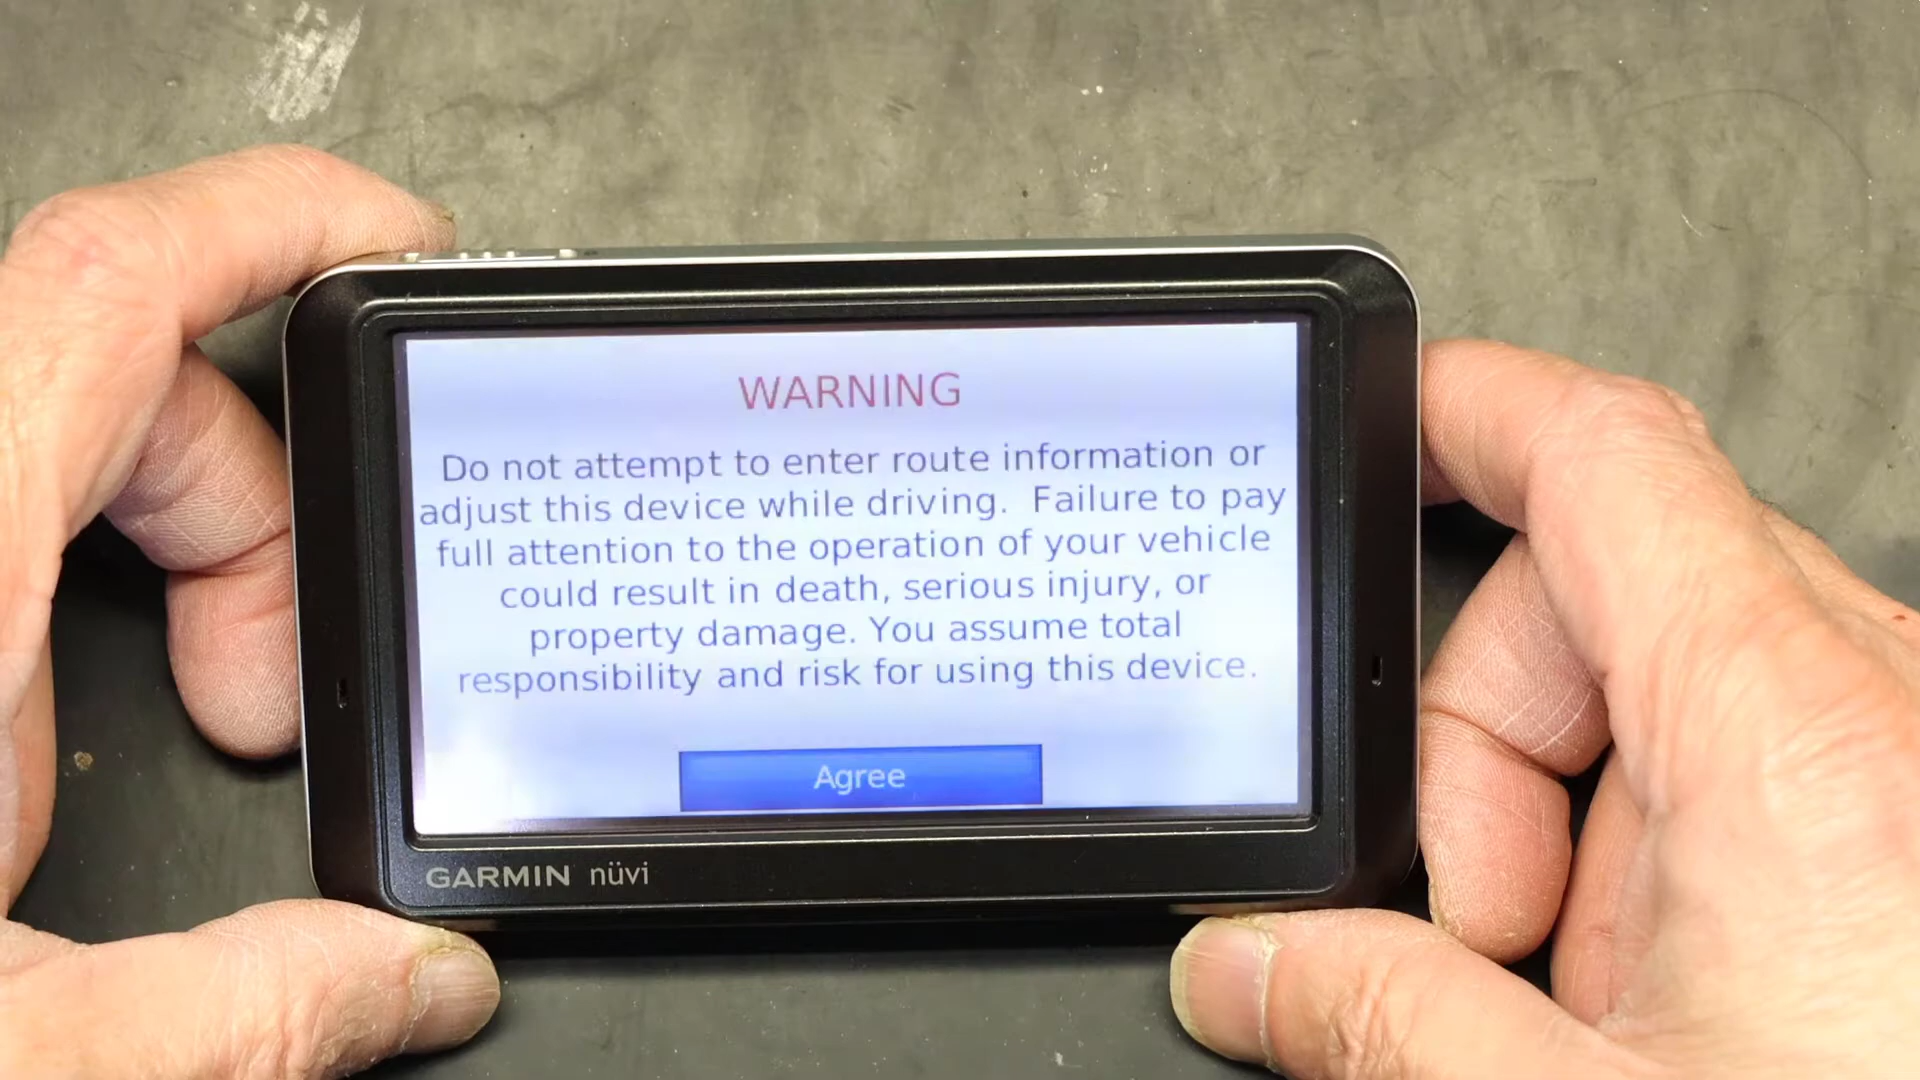 WARNING
Do not attempt to enter route information or
adjust this device while driving. Failure to pay
full attention to the operation of your vehicle
could result in death, serious injury, or
property damage. You assume total
responsibility and risk for using this device.
Agree
GARMIN nüvi